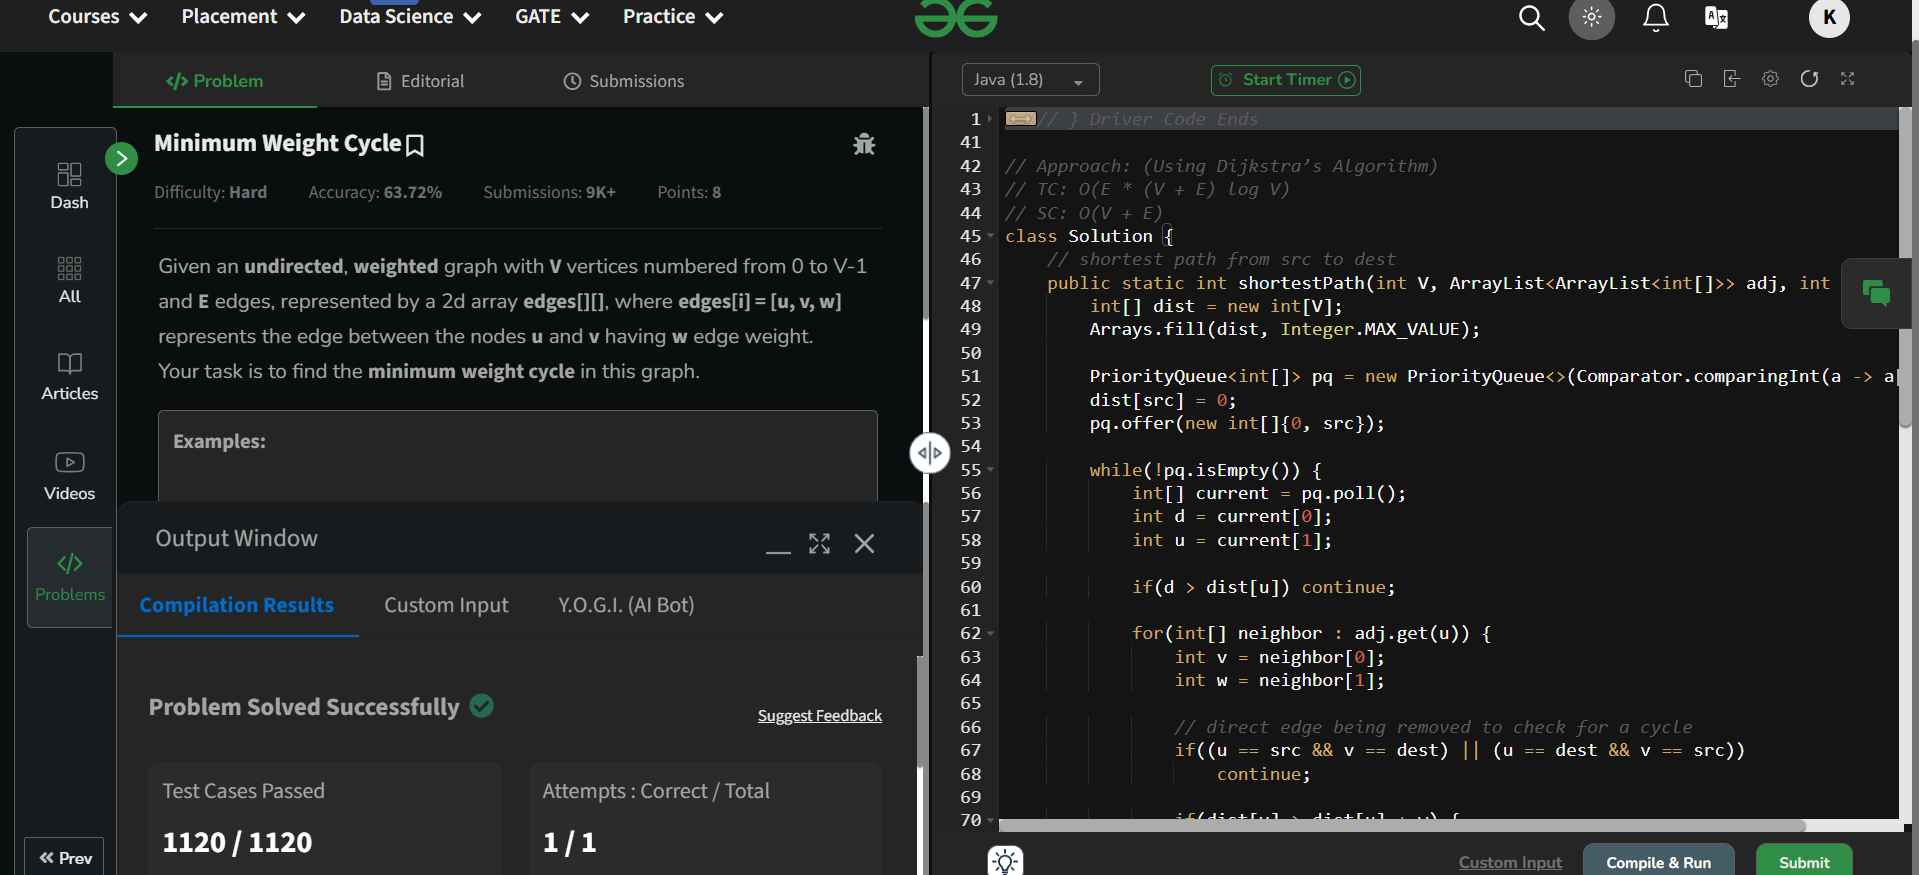 Courses Placement Data Science GATE Practice
K
</> Problem Editorial Submissions
Java (1.8) Start Timer
Minimum Weight Cycle
Difficulty: Hard Accuracy: 63.72% Submissions: 9K+ Points: 8
Dash
All
Articles
Videos
</>
Problems
Prev
Given an undirected, weighted graph with V vertices numbered from 0 to V-1
and E edges, represented by a 2d array edges[][], where edges[i] = [u, v, w]
represents the edge between the nodes u and v having w edge weight.
Your task is to find the minimum weight cycle in this graph.
Examples:
Output Window
Compilation Results Custom Input Y.O.G.I. (AI Bot)
Problem Solved Successfully
Suggest Feedback
Test Cases Passed
1120 / 1120
Attempts : Correct / Total
1 / 1
1 // } Driver Code Ends
41
42 // Approach: (Using Dijkstra’s Algorithm)
43 // TC: O(E * (V + E) log V)
44 // SC: O(V + E)
45 class Solution {
46 // shortest path from src to dest
47 public static int shortestPath(int V, ArrayList<ArrayList<int[]>> adj, int
48 int[] dist = new int[V];
49 Arrays.fill(dist, Integer.MAX_VALUE);
50
51 PriorityQueue<int[]> pq = new PriorityQueue<>(Comparator.comparingInt(a -> a[
52 dist[src] = 0;
53 pq.offer(new int[]{0, src});
54
55 while(!pq.isEmpty()) {
56 int[] current = pq.poll();
57 int d = current[0];
58 int u = current[1];
59
60 if(d > dist[u]) continue;
61
62 for(int[] neighbor : adj.get(u)) {
63 int v = neighbor[0];
64 int w = neighbor[1];
65
66 // direct edge being removed to check for a cycle
67 if((u == src && v == dest) || (u == dest && v == src))
68 continue;
69
70 if(dist[v] > dist[u] + w) {
Custom Input Compile & Run Submit